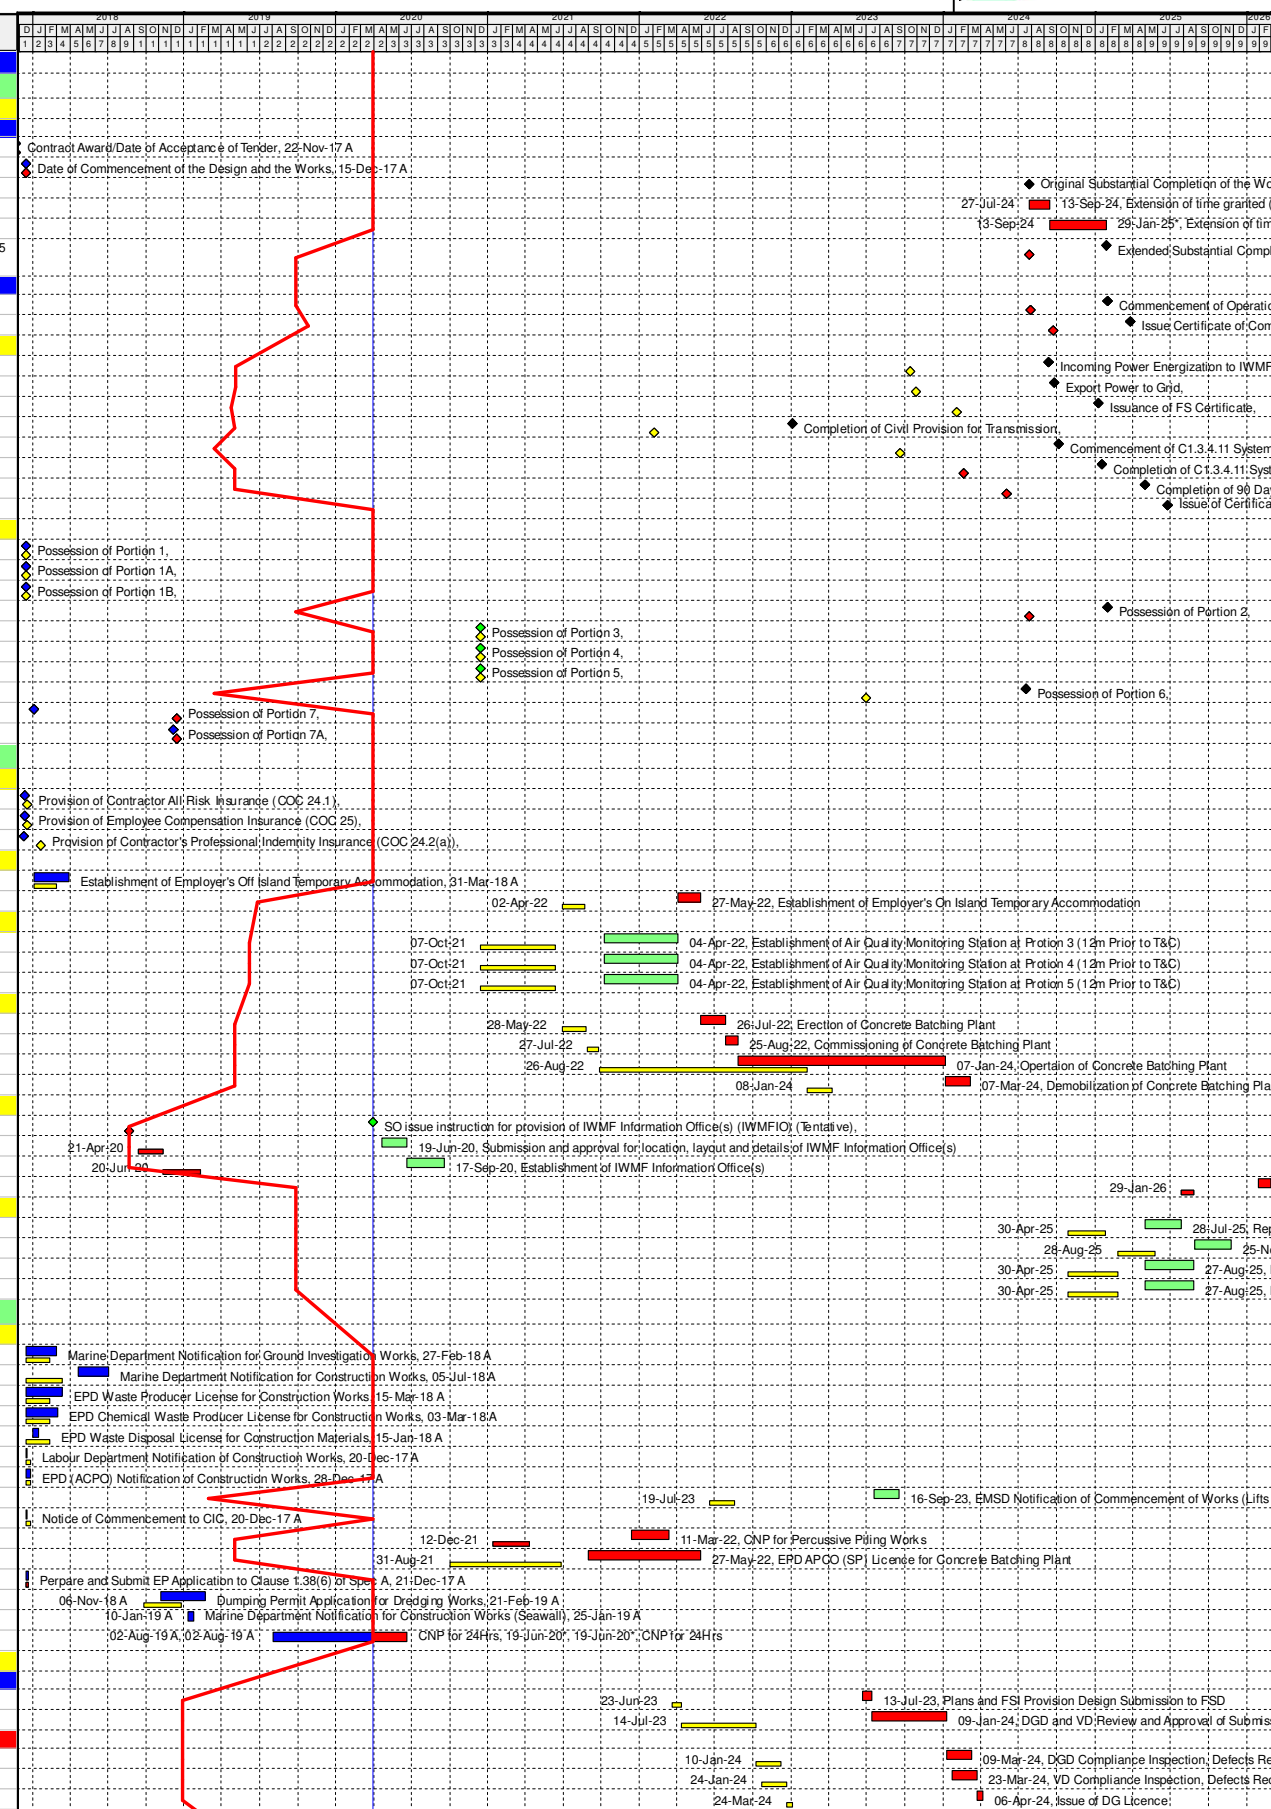 2018 2019 2020 2021 2022 2023 2024 2025 2026
Contract Award/Date of Acceptance of Tender, 22-Nov-17 A
Date of Commencement of the Design and the Works, 15-Dec-17 A
Original Substantial Completion of the Wo
27-Jul-24 13-Sep-24, Extension of time granted (
13-Sep-24 29-Jan-25*, Extension of tim
5
Extended Substantial Compl
Commencement of Operatio
Issue Certificate of Com
Incoming Power Energization to IWMF
Export Power to Grid,
Issuance of FS Certificate,
Completion of Civil Provision for Transmission,
Commencement of C1.3.4.11 System
Completion of C1.3.4.11 Syst
Completion of 90 Da
Issue of Certifica
Possession of Portion 1,
Possession of Portion 1A,
Possession of Portion 1B,
Possession of Portion 2,
Possession of Portion 3,
Possession of Portion 4,
Possession of Portion 5,
Possession of Portion 6,
Possession of Portion 7,
Possession of Portion 7A,
Provision of Contractor All Risk Insurance (COC 24.1),
Provision of Employee Compensation Insurance (COC 25),
Provision of Contractor's Professional Indemnity Insurance (COC 24.2(a)),
Establishment of Employer's Off Island Temporary Accommodation, 31-Mar-18 A
02-Apr-22 27-May-22, Establishment of Employer's On Island Temporary Accommodation
07-Oct-21 04-Apr-22, Establishment of Air Quality Monitoring Station at Protion 3 (12m Prior to T&C)
07-Oct-21 04-Apr-22, Establishment of Air Quality Monitoring Station at Protion 4 (12m Prior to T&C)
07-Oct-21 04-Apr-22, Establishment of Air Quality Monitoring Station at Protion 5 (12m Prior to T&C)
28-May-22 26-Jul-22, Erection of Concrete Batching Plant
27-Jul-22 25-Aug-22, Commissioning of Concrete Batching Plant
26-Aug-22 07-Jan-24, Opertaion of Concrete Batching Plant
08-Jan-24 07-Mar-24, Demobilization of Concrete Batching Pla
SO issue instruction for provision of IWMF Information Office(s) (IWMFIO) (Tentative),
21-Apr-20 19-Jun-20, Submission and approval for location, layout and details of IWMF Information Office(s)
20-Jun-20 17-Sep-20, Establishment of IWMF Information Office(s)
29-Jan-26
30-Apr-25 28-Jul-25, Rep
28-Aug-25 25-N
30-Apr-25 27-Aug-25,
30-Apr-25 27-Aug-25,
Marine Department Notification for Ground Investigation Works, 27-Feb-18 A
Marine Department Notification for Construction Works, 05-Jul-18 A
EPD Waste Producer License for Construction Works, 15-Mar-18 A
EPD Chemical Waste Producer License for Construction Works, 03-Mar-18 A
EPD Waste Disposal License for Construction Materials, 15-Jan-18 A
Labour Department Notification of Construction Works, 20-Dec-17 A
EPD (ACPO) Notification of Construction Works, 28-Dec-17 A
19-Jul-23 16-Sep-23, EMSD Notification of Commencement of Works (Lifts
Notice of Commencement to CIC, 20-Dec-17 A
12-Dec-21 11-Mar-22, CNP for Percussive Piling Works
31-Aug-21 27-May-22, EPD APCO (SP) Licence for Concrete Batching Plant
Perpare and Submit EP Application to Clause 1.38(6) of Spec A, 21-Dec-17 A
06-Nov-18 A Dumping Permit Application for Dredging Works, 21-Feb-19 A
10-Jan-19 A Marine Department Notification for Construction Works (Seawall), 25-Jan-19 A
02-Aug-19 A, 02-Aug-19 A CNP for 24Hrs, 19-Jun-20*, 19-Jun-20*, CNP for 24Hrs
23-Jun-23 13-Jul-23, Plans and FSI Provision Design Submission to FSD
14-Jul-23 09-Jan-24, DGD and VD Review and Approval of Submis
10-Jan-24 09-Mar-24, DGD Compliance Inspection, Defects Re
24-Jan-24 23-Mar-24, VD Compliance Inspection, Defects Rec
24-Mar-24 06-Apr-24, Issue of DG Licence,